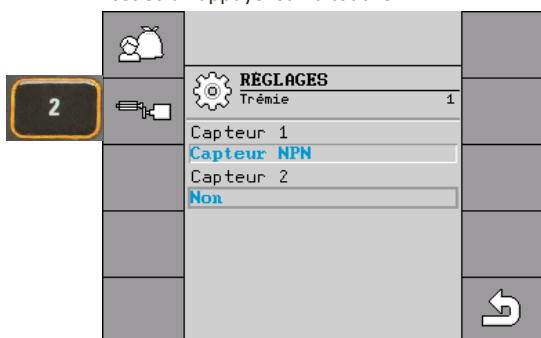 2
RÉGLAGES
Trémie 1
Capteur 1
Capteur NPN
Capteur 2
Non